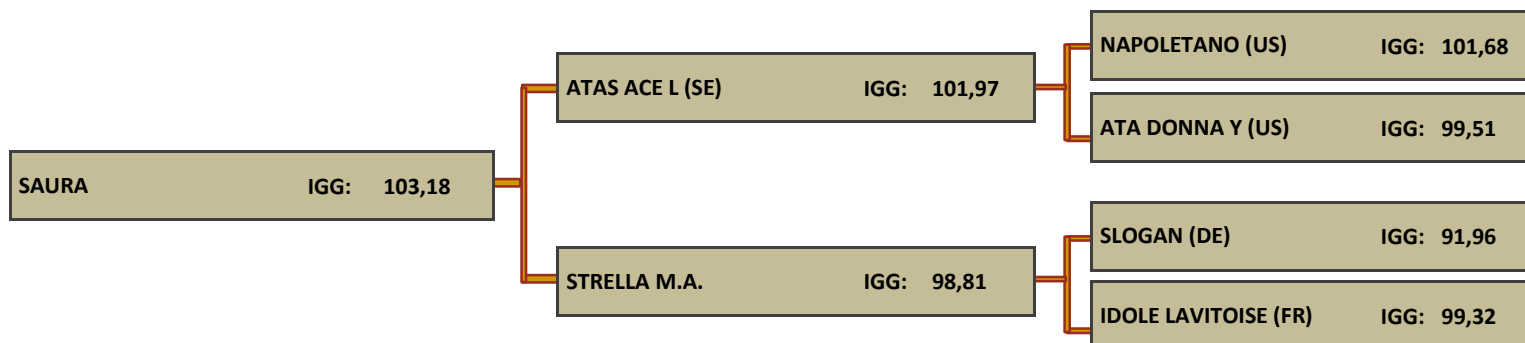 NAPOLETANO (US) IGG: 101,68
ATAS ACE L (SE) IGG: 101,97
ATA DONNA Y (US) IGG: 99,51
SAURA IGG: 103,18
SLOGAN (DE) IGG: 91,96
STRELLA M.A. IGG: 98,81
IDOLE LAVITOISE (FR) IGG: 99,32